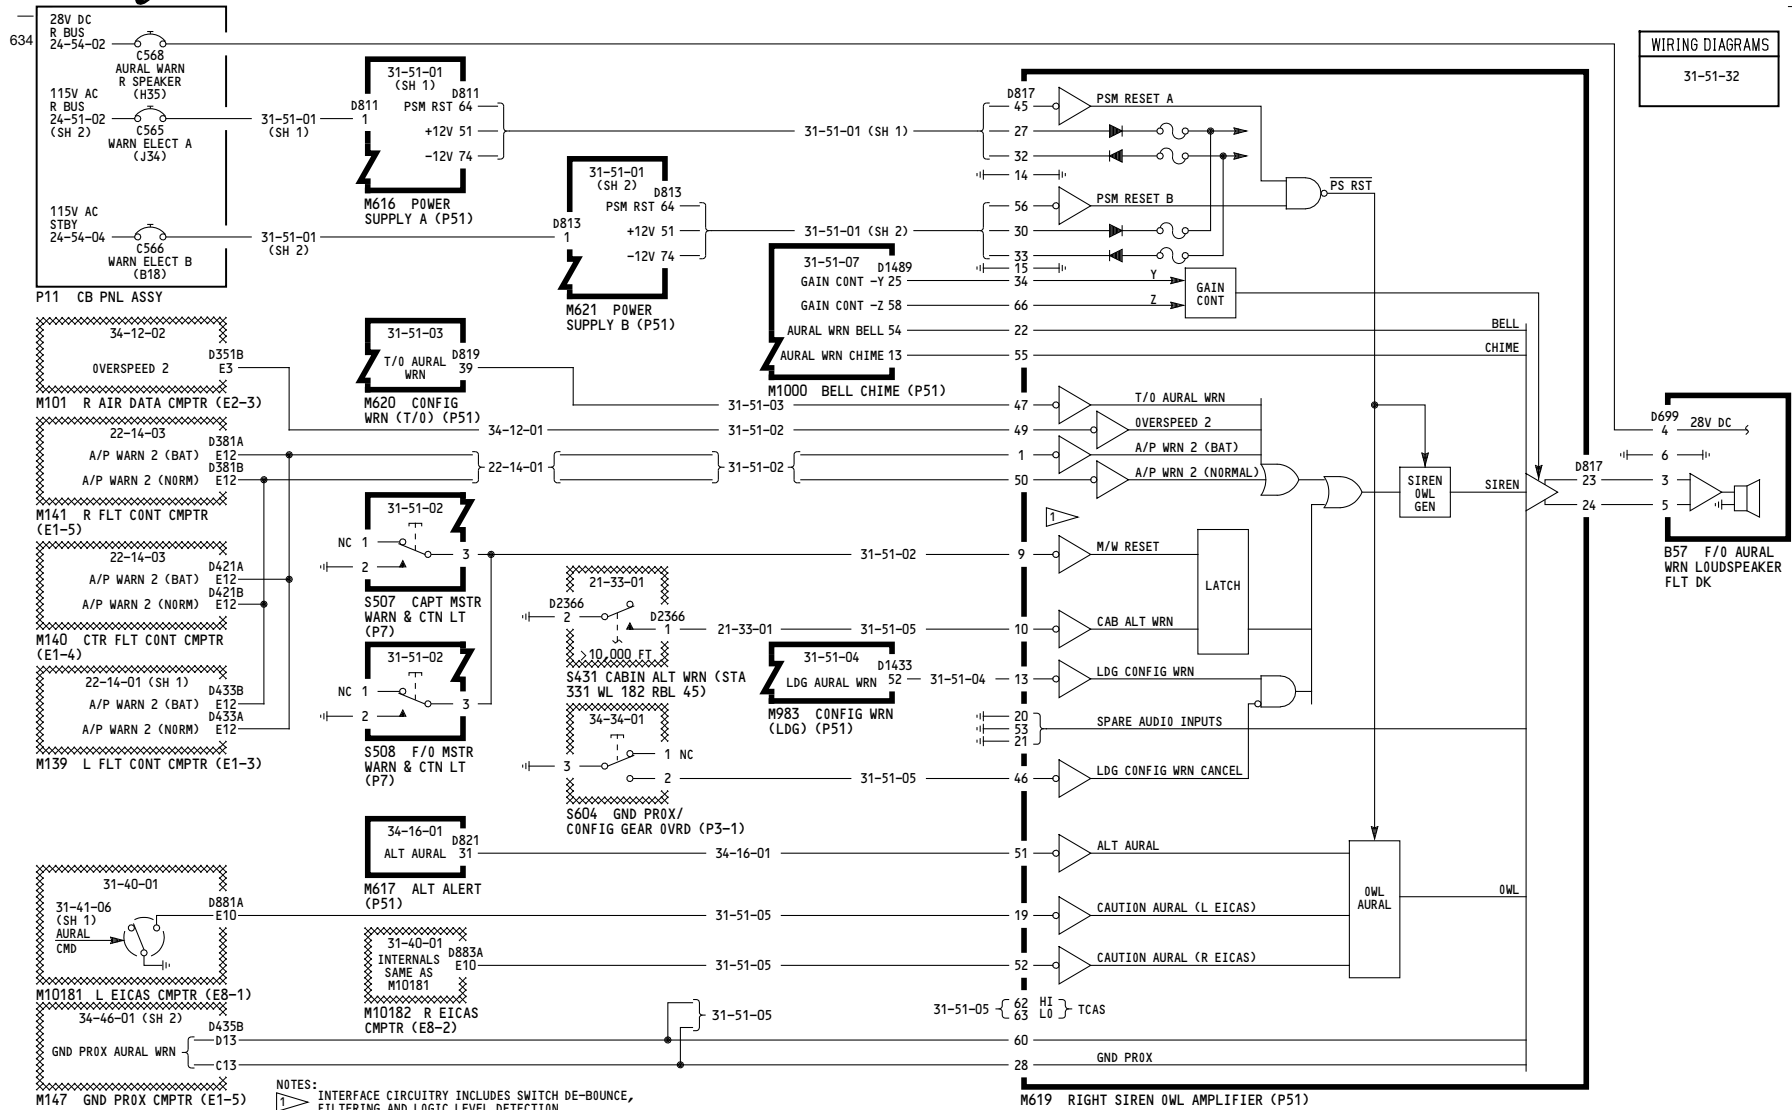 634
28V DC
R BUS
24-54-02
C568
AURAL WARN
R SPEAKER
(H35)
115V AC
R BUS
24-51-02
(SH 2)
C565
WARN ELECT A
(J34)
115V AC
STBY
24-54-04
C566
WARN ELECT B
(B18)
P11 CB PNL ASSY
31-51-01
(SH 1)
31-51-01
(SH 2)
31-51-01
(SH 1)
D811
1
D811
PSM RST 64
+12V 51
-12V 74
M616 POWER
SUPPLY A (P51)
31-51-01
(SH 2)
D813
1
D813
PSM RST 64
+12V 51
-12V 74
M621 POWER
SUPPLY B (P51)
31-51-01 (SH 1)
31-51-01 (SH 2)
WIRING DIAGRAMS
31-51-32
D817
45
PSM RESET A
27
32
14
56
PSM RESET B
30
33
15
34
Y
66
Z
GAIN
CONT
PS RST
22
BELL
55
CHIME
31-51-07
D1489
GAIN CONT -Y 25
GAIN CONT -Z 58
AURAL WRN BELL 54
AURAL WRN CHIME 13
M1000 BELL CHIME (P51)
34-12-02
OVERSPEED 2
D351B
E3
M101 R AIR DATA CMPTR (E2-3)
31-51-03
T/O AURAL
WRN
D819
39
M620 CONFIG
WRN (T/O) (P51)
31-51-03
34-12-01
31-51-02
22-14-01
31-51-02
47
T/O AURAL WRN
49
OVERSPEED 2
1
A/P WRN 2 (BAT)
50
A/P WRN 2 (NORMAL)
22-14-03
D381A
A/P WARN 2 (BAT) E12
D381B
A/P WARN 2 (NORM) E12
M141 R FLT CONT CMPTR
(E1-5)
22-14-03
D421A
A/P WARN 2 (BAT) E12
D421B
A/P WARN 2 (NORM) E12
M140 CTR FLT CONT CMPTR
(E1-4)
22-14-01 (SH 1)
D433B
A/P WARN 2 (BAT) E12
D433A
A/P WARN 2 (NORM) E12
M139 L FLT CONT CMPTR (E1-3)
31-51-02
NC 1
2
3
S507 CAPT MSTR
WARN & CTN LT
(P7)
31-51-02
NC 1
2
3
S508 F/O MSTR
WARN & CTN LT
(P7)
31-51-02
21-33-01
D2366
2
D2366
1
>10,000 FT
S431 CABIN ALT WRN (STA
331 WL 182 RBL 45)
21-33-01
31-51-05
34-34-01
3
1 NC
2
S604 GND PROX/
CONFIG GEAR OVRD (P3-1)
31-51-05
31-51-04
D1433
LDG AURAL WRN 52
31-51-04
M983 CONFIG WRN
(LDG) (P51)
1
9
M/W RESET
LATCH
10
CAB ALT WRN
13
LDG CONFIG WRN
20
53
21
SPARE AUDIO INPUTS
46
LDG CONFIG WRN CANCEL
SIREN
OWL
GEN
SIREN
D817
23
24
D699
4 28V DC
6
3
5
B57 F/O AURAL
WRN LOUDSPEAKER
FLT DK
34-16-01
D821
ALT AURAL 31
M617 ALT ALERT
(P51)
34-16-01
51
ALT AURAL
31-40-01
31-41-06
(SH 1)
AURAL
CMD
D881A
E10
M10181 L EICAS CMPTR (E8-1)
31-51-05
19
CAUTION AURAL (L EICAS)
31-40-01
INTERNALS
SAME AS
M10181
D883A
E10
M10182 R EICAS
CMPTR (E8-2)
31-51-05
52
CAUTION AURAL (R EICAS)
OWL
AURAL
OWL
31-51-05
62 HI
63 LO
TCAS
34-46-01 (SH 2)
D435B
D13
GND PROX AURAL WRN
C13
M147 GND PROX CMPTR (E1-5)
31-51-05
60
28
GND PROX
M619 RIGHT SIREN OWL AMPLIFIER (P51)
NOTES:
1 INTERFACE CIRCUITRY INCLUDES SWITCH DE-BOUNCE,
FILTERING AND LOGIC LEVEL DETECTION